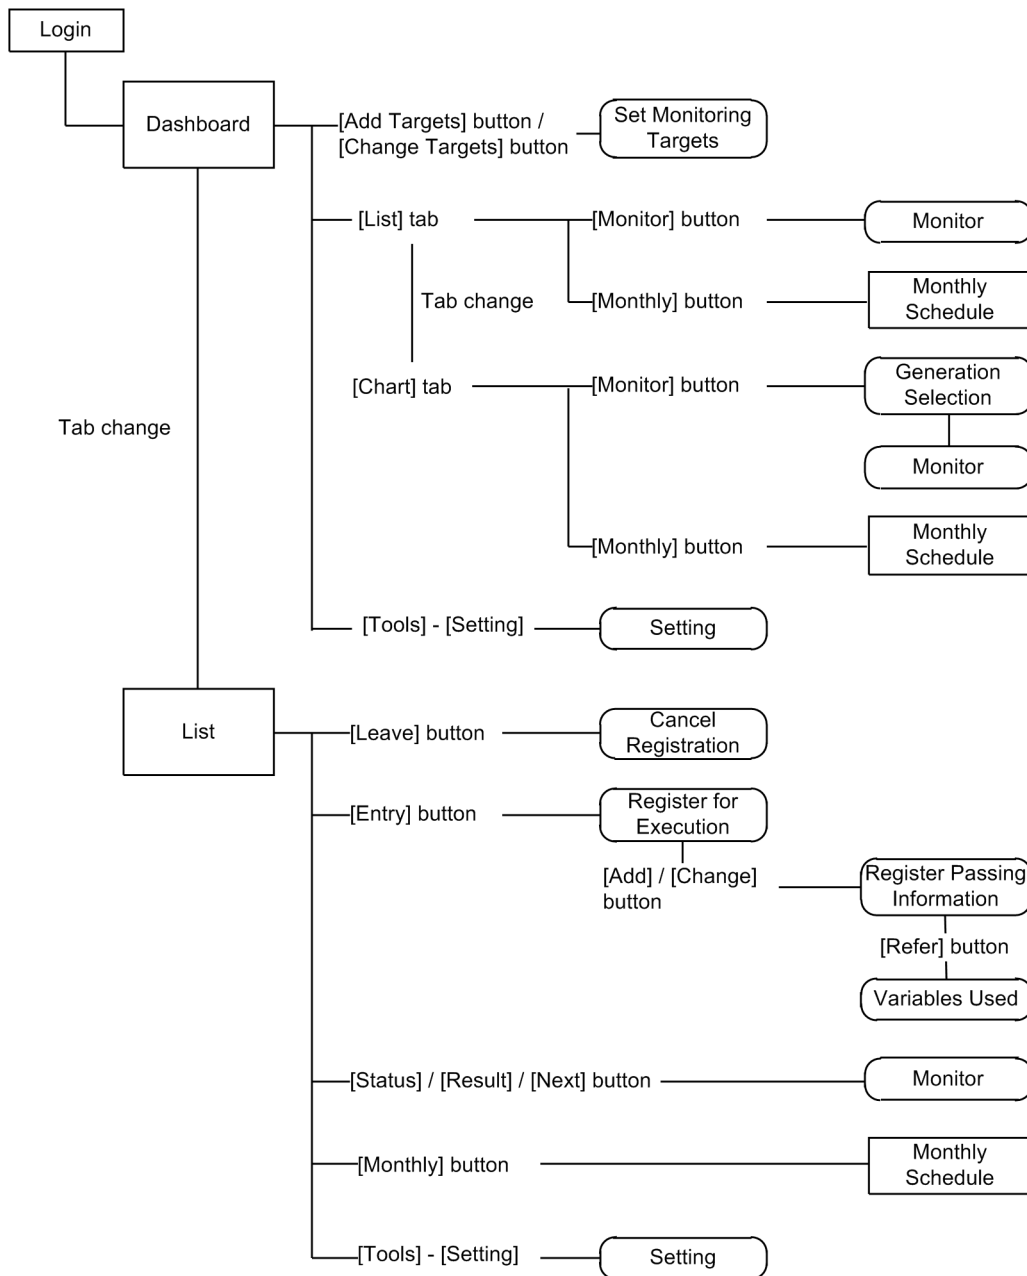 Login
Dashboard
[Add Targets] button /
[Change Targets] button
Set Monitoring
Targets
[List] tab
[Monitor] button
Monitor
Tab change
[Monthly] button
Monthly
Schedule
[Chart] tab
[Monitor] button
Generation
Selection
Tab change
Monitor
[Monthly] button
Monthly
Schedule
[Tools] - [Setting]
Setting
List
[Leave] button
Cancel
Registration
[Entry] button
Register for
Execution
[Add] / [Change]
button
Register Passing
Information
[Refer] button
Variables Used
[Status] / [Result] / [Next] button
Monitor
[Monthly] button
Monthly
Schedule
[Tools] - [Setting]
Setting